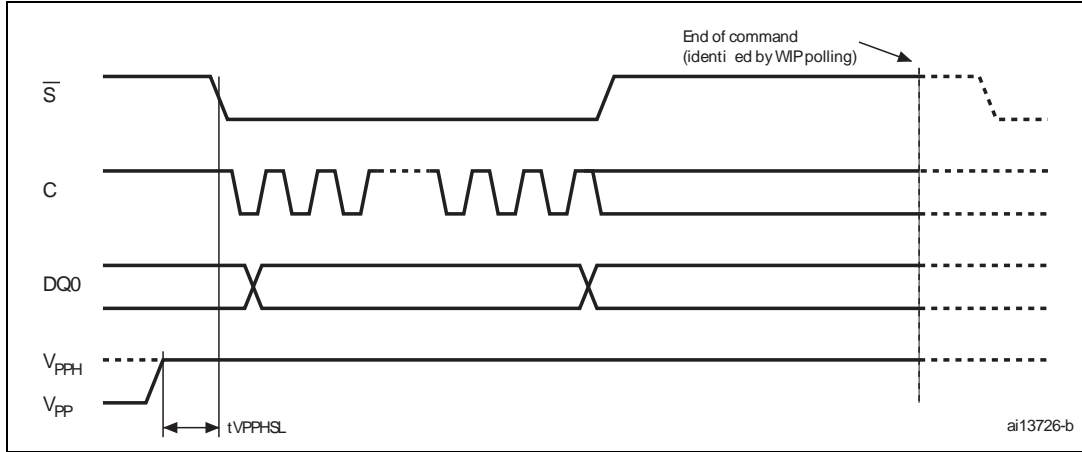 End of command
(identi ed by WIP polling)
S
C
DQ0
VPPH
VPP
tVPPHSL
ai13726-b